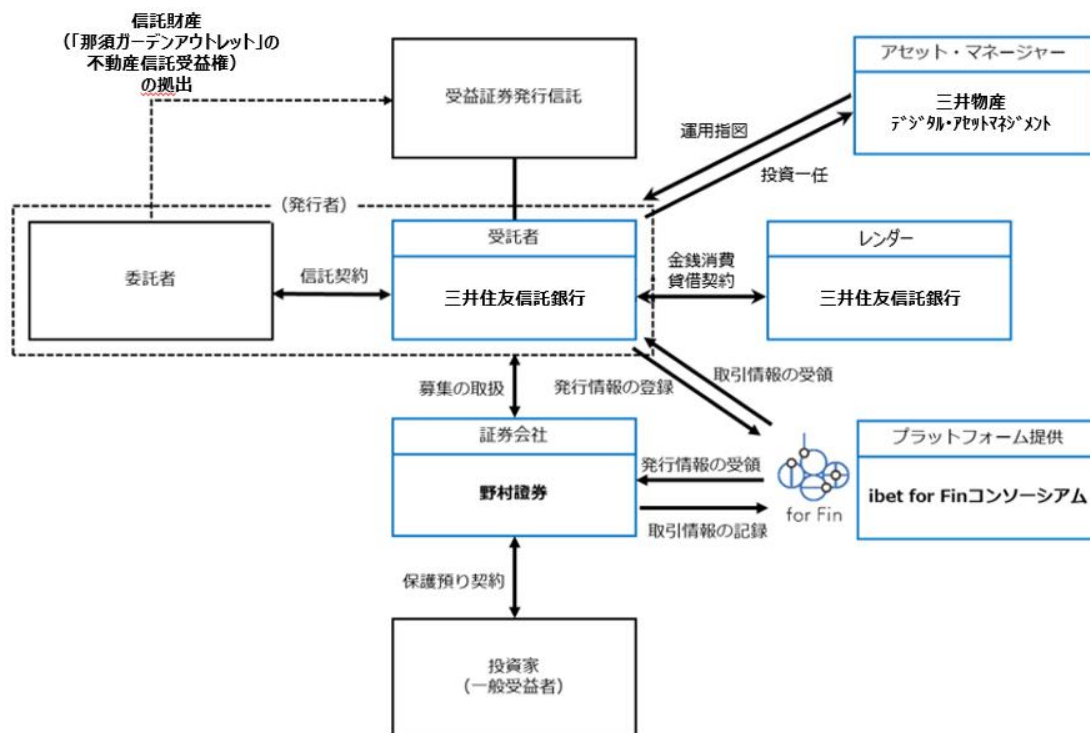 信託財産
(「那須ガーデンアウトレット」の
不動産信託受益権)
の拠出
受益証券発行信託
アセット・マネージャー
三井物産
ﾃﾞｼﾞﾀﾙ・ｱｾｯﾄﾏﾈｼﾞﾒﾝﾄ
運用指図
投資一任
(発行者)
委託者
信託契約
受託者
三井住友信託銀行
金銭消費
貸借契約
レンダー
三井住友信託銀行
募集の取扱
発行情報の登録
取引情報の受領
証券会社
野村證券
発行情報の受領
取引情報の記録
for Fin
プラットフォーム提供
ibet for Finコンソーシアム
保護預り契約
投資家
(一般受益者)